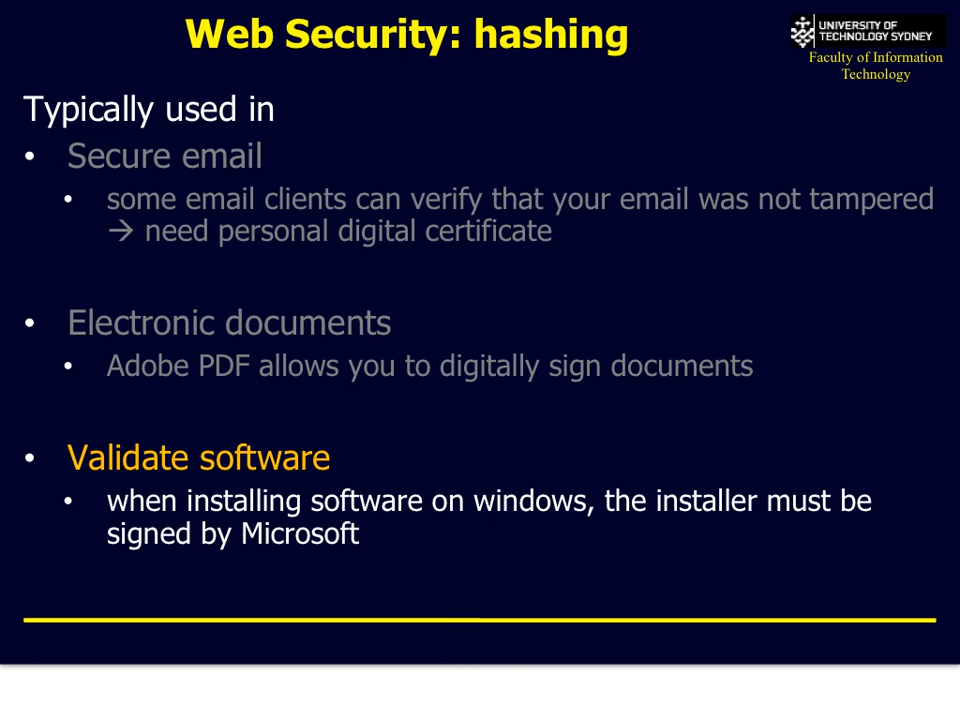 Web Security: hashing
UNIVERSITY OF
TECHNOLOGY SYDNEY
Faculty of Information
Technology
Typically used in
• Secure email
• some email clients can verify that your email was not tampered
→ need personal digital certificate
• Electronic documents
• Adobe PDF allows you to digitally sign documents
• Validate software
• when installing software on windows, the installer must be
signed by Microsoft